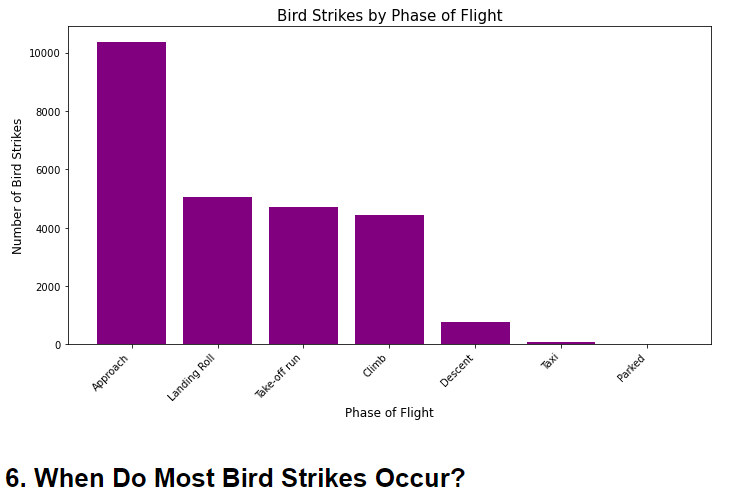 Bird Strikes by Phase of Flight
10000
8000
6000
4000
2000
0
Number of Bird Strikes
Approach
Landing Roll
Take-off run
Climb
Descent
Taxi
Parked
Phase of Flight
6. When Do Most Bird Strikes Occur?